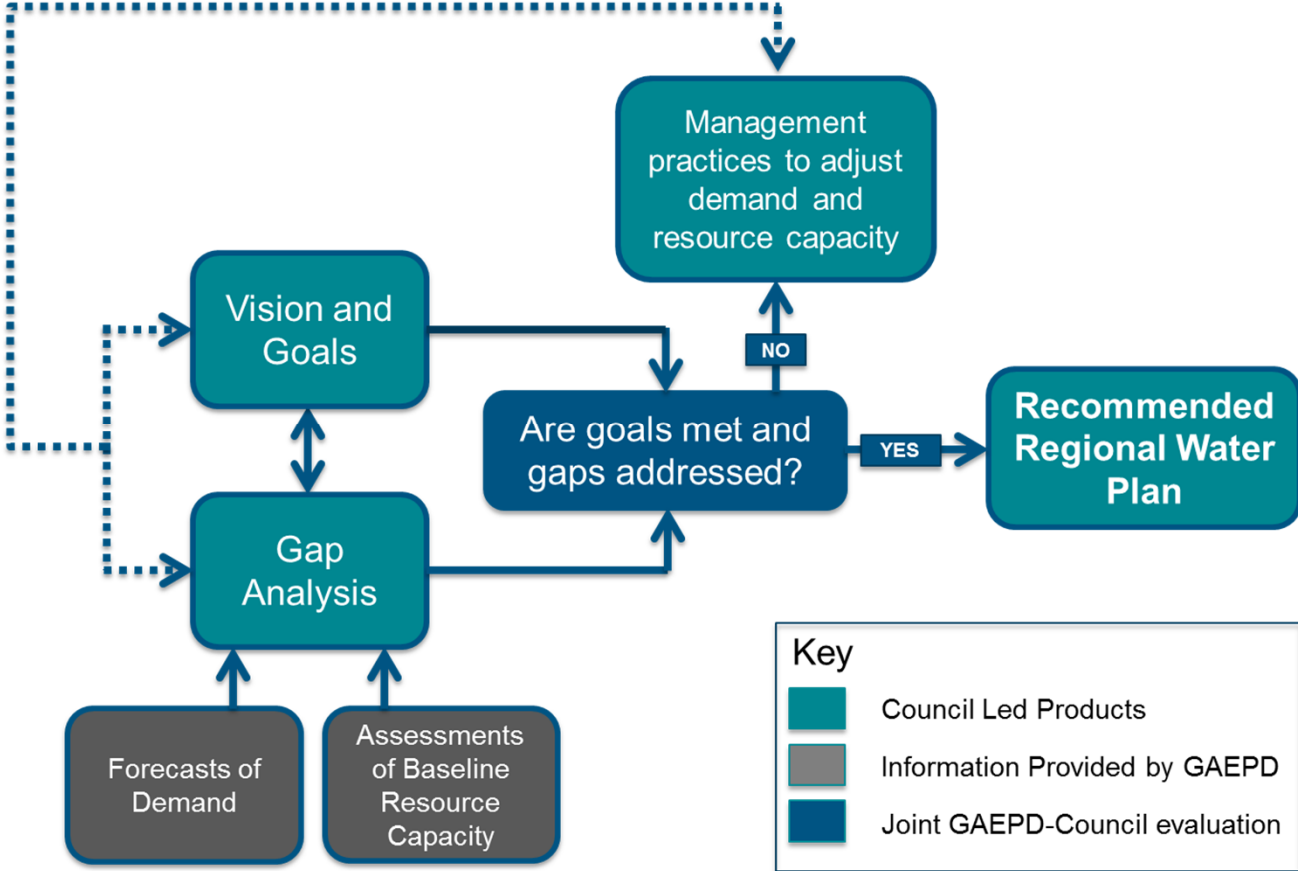 Management
practices to adjust
demand and
resource capacity
Vision and
Goals
NO
Are goals met and
gaps addressed?
YES
Recommended
Regional Water
Plan
Gap
Analysis
Forecasts of
Demand
Assessments
of Baseline
Resource
Capacity
Key
Council Led Products
Information Provided by GAEPD
Joint GAEPD-Council evaluation